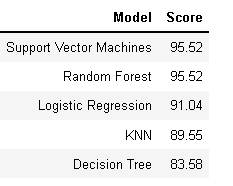 Model Score
Support Vector Machines 95.52
Random Forest 95.52
Logistic Regression 91.04
KNN 89.55
Decision Tree 83.58